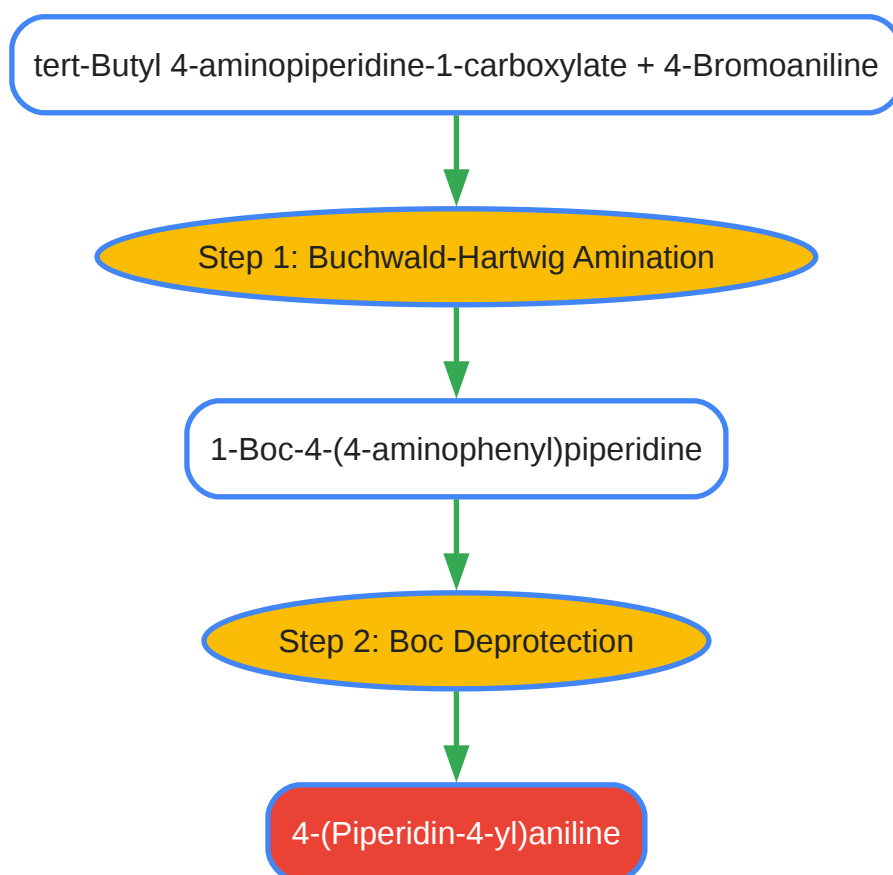 tert-Butyl 4-aminopiperidine-1-carboxylate + 4-Bromoaniline
Step 1: Buchwald-Hartwig Amination
1-Boc-4-(4-aminophenyl)piperidine
Step 2: Boc Deprotection
4-(Piperidin-4-yl)aniline